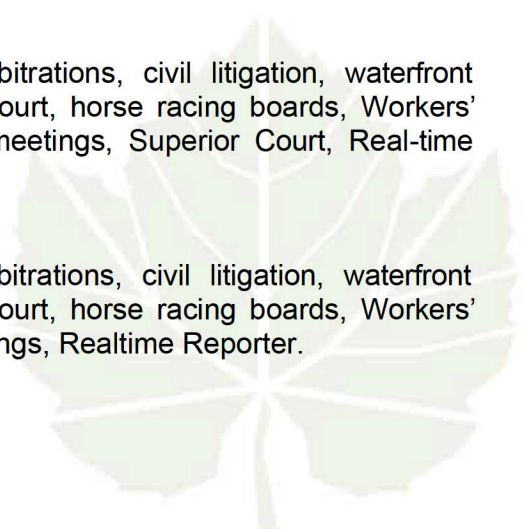 bitrations, civil litigation, waterfront
ourt, horse racing boards, Workers’
meetings, Superior Court, Real-time
bitrations, civil litigation, waterfront
ourt, horse racing boards, Workers’
ngs, Realtime Reporter.